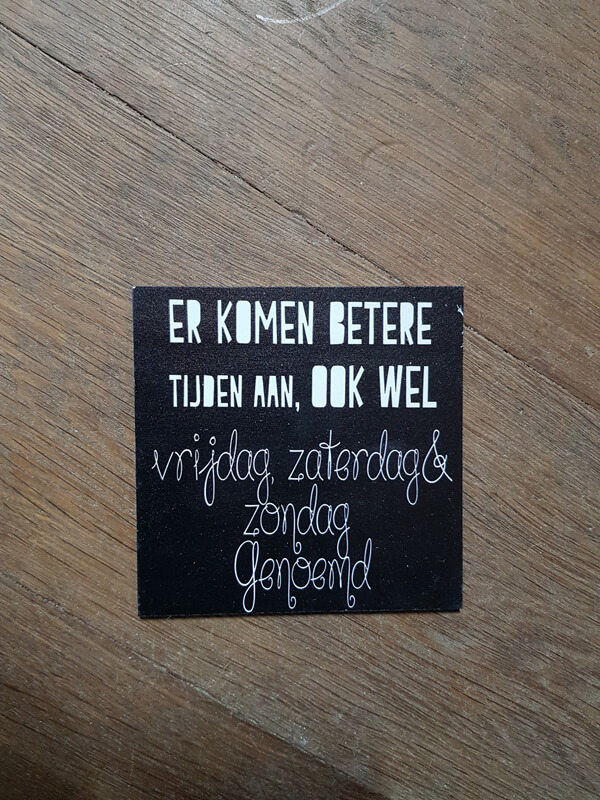 ER KOMEN BETERE
TIJDEN AAN, OOK WEL
vrijdag, zaterdag &
zondag
Genoemd